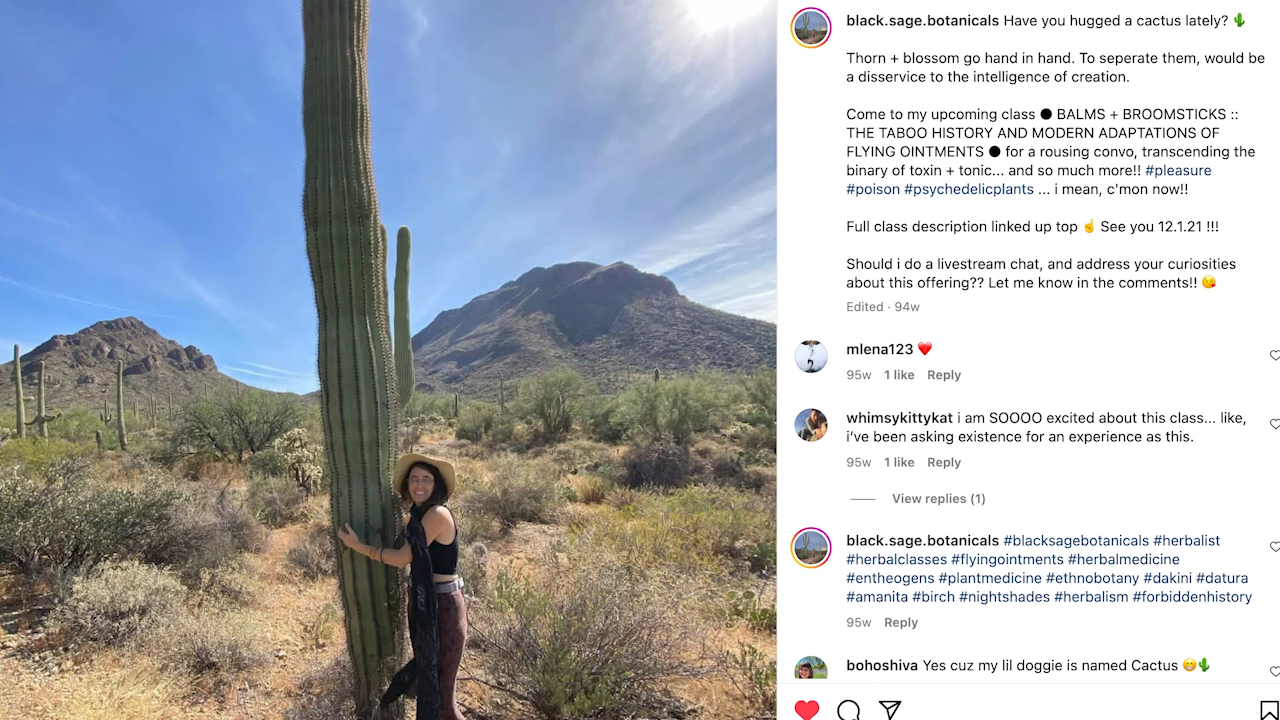 black.sage.botanicals Have you hugged a cactus lately? 🌵
Thorn + blossom go hand in hand. To seperate them, would be
a disservice to the intelligence of creation.
Come to my upcoming class ● BALMS + BROOMSTICKS ::
THE TABOO HISTORY AND MODERN ADAPTATIONS OF
FLYING OINTMENTS ● for a rousing convo, transcending the
binary of toxin + tonic... and so much more!! #pleasure
#poison #psychedelicplants ... i mean, c'mon now!!
Full class description linked up top ☝️ See you 12.1.21 !!!
Should i do a livestream chat, and address your curiosities
about this offering?? Let me know in the comments!! 😘
Edited · 94w
mlena123 ❤️
95w 1 like Reply
whimsykittykat i am SOOOO excited about this class... like,
i've been asking existence for an experience as this.
95w 1 like Reply
View replies (1)
black.sage.botanicals #blacksagebotanicals #herbalist
#herbalclasses #flyingointments #herbalmedicine
#entheogens #plantmedicine #ethnobotany #dakini #datura
#amanita #birch #nightshades #herbalism #forbiddenhistory
95w Reply
bohoshiva Yes cuz my lil doggie is named Cactus 😁🌵